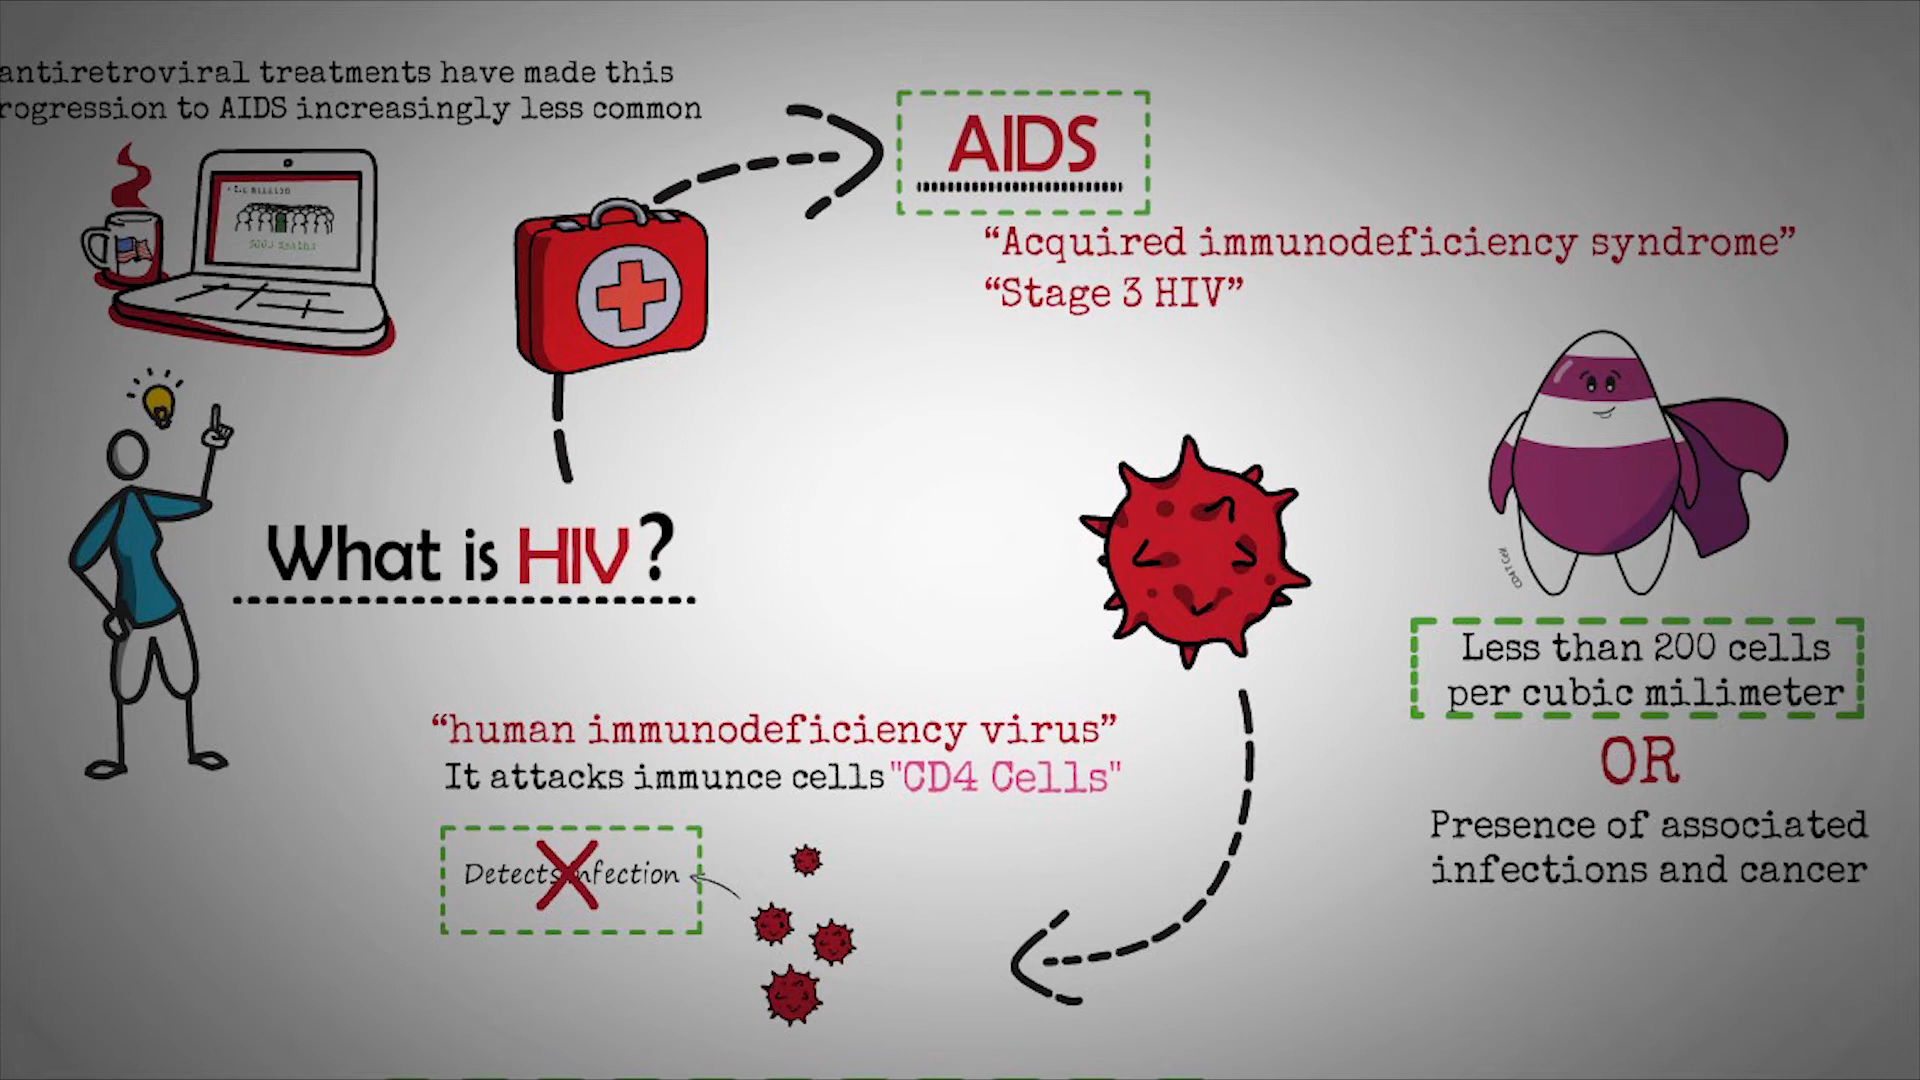 antiretroviral treatments have made this
rogression to AIDS increasingly less common
AIDS
“Acquired immunodeficiency syndrome”
“Stage 3 HIV”
What is HIV?
Less than 200 cells
per cubic milimeter
OR
Presence of associated
infections and cancer
“human immunodeficiency virus”
It attacks immunce cells "CD4 Cells"
Detects infection